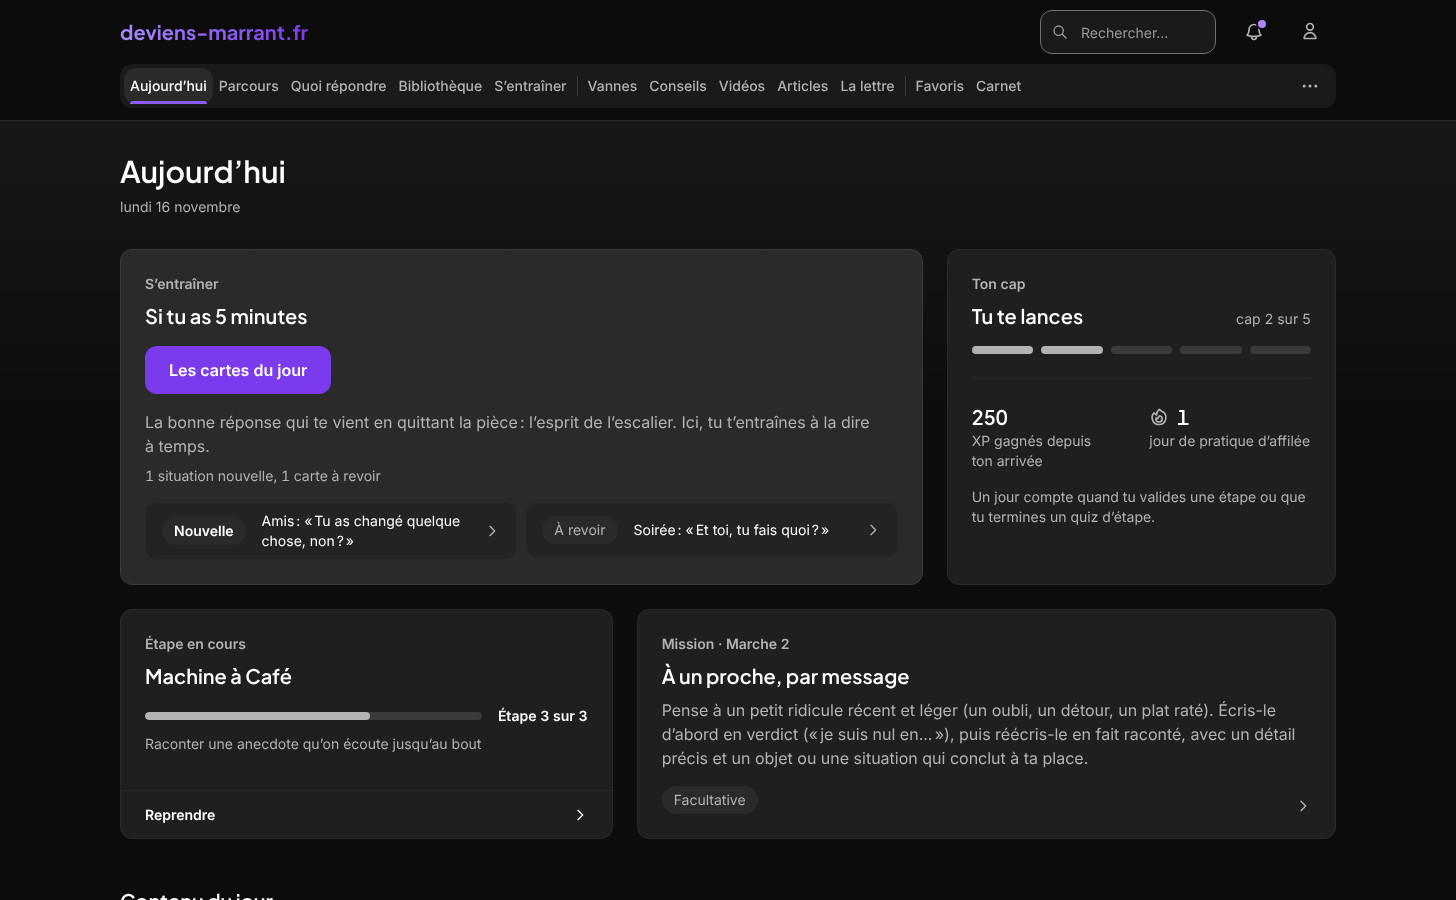 deviens-marrant.fr
Rechercher...
Aujourd’hui Parcours Quoi répondre Bibliothèque S’entraîner Vannes Conseils Vidéos Articles La lettre Favoris Carnet
Aujourd’hui
lundi 16 novembre
S’entraîner
Si tu as 5 minutes
Les cartes du jour
La bonne réponse qui te vient en quittant la pièce : l’esprit de l’escalier. Ici, tu t’entraînes à la dire
à temps.
1 situation nouvelle, 1 carte à revoir
Nouvelle
Amis : « Tu as changé quelque
chose, non ? »
À revoir
Soirée : « Et toi, tu fais quoi ? »
Ton cap
Tu te lances
cap 2 sur 5
250
XP gagnés depuis
ton arrivée
1
jour de pratique d’affilée
Un jour compte quand tu valides une étape ou que
tu termines un quiz d’étape.
Étape en cours
Machine à Café
Étape 3 sur 3
Raconter une anecdote qu’on écoute jusqu’au bout
Reprendre
Mission · Marche 2
À un proche, par message
Pense à un petit ridicule récent et léger (un oubli, un détour, un plat raté). Écris-le
d’abord en verdict (« je suis nul en… »), puis réécris-le en fait raconté, avec un détail
précis et un objet ou une situation qui conclut à ta place.
Facultative
Contenu du jour